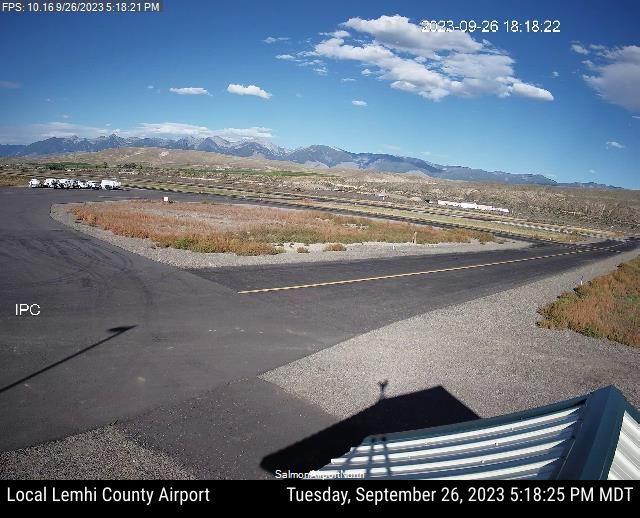 FPS: 10.16 9/26/2023 5:18:21 PM
2023-09-26 18:18:22
IPC
SalmonAirportNorth
Local Lemhi County Airport Tuesday, September 26, 2023 5:18:25 PM MDT